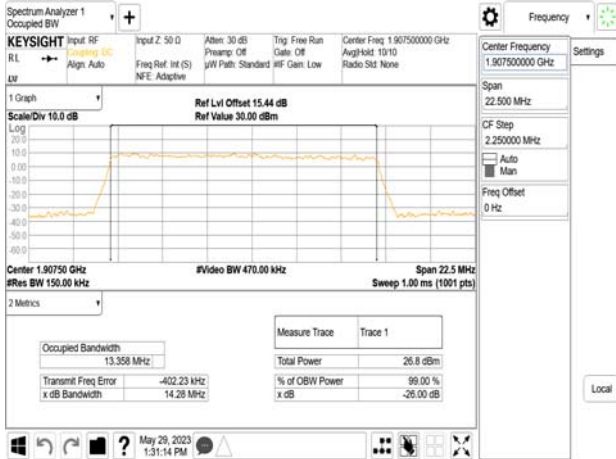 Spectrum Analyzer 1
Occupied BW
+
Frequency
KEYSIGHT
RL
Input: RF
Coupling: DC
Align: Auto
Input Z: 50 Ω
Freq Ref: Int (S)
NFE: Adaptive
Atten: 30 dB
Preamp: Off
µW Path: Standard
Trig: Free Run
Gate: Off
#IF Gain: Low
Center Freq: 1.907500000 GHz
Avg|Hold: 10/10
Radio Std: None
1 Graph
Scale/Div 10.0 dB
Ref Lvl Offset 15.44 dB
Ref Value 30.00 dBm
Log
20.0
10.0
0.00
-10.0
-20.0
-30.0
-40.0
-50.0
-60.0
Center 1.90750 GHz
#Res BW 150.00 kHz
#Video BW 470.00 kHz
Span 22.5 MHz
Sweep 1.00 ms (1001 pts)
2 Metrics
Measure Trace Trace 1
Occupied Bandwidth
13.358 MHz
Total Power 26.8 dBm
Transmit Freq Error -402.23 kHz
% of OBW Power 99.00 %
x dB Bandwidth 14.28 MHz
x dB -26.00 dB
May 29, 2023
1:31:14 PM
?
Center Frequency
1.907500000 GHz
Settings
Span
22.500 MHz
CF Step
2.250000 MHz
Auto
Man
Freq Offset
0 Hz
Local